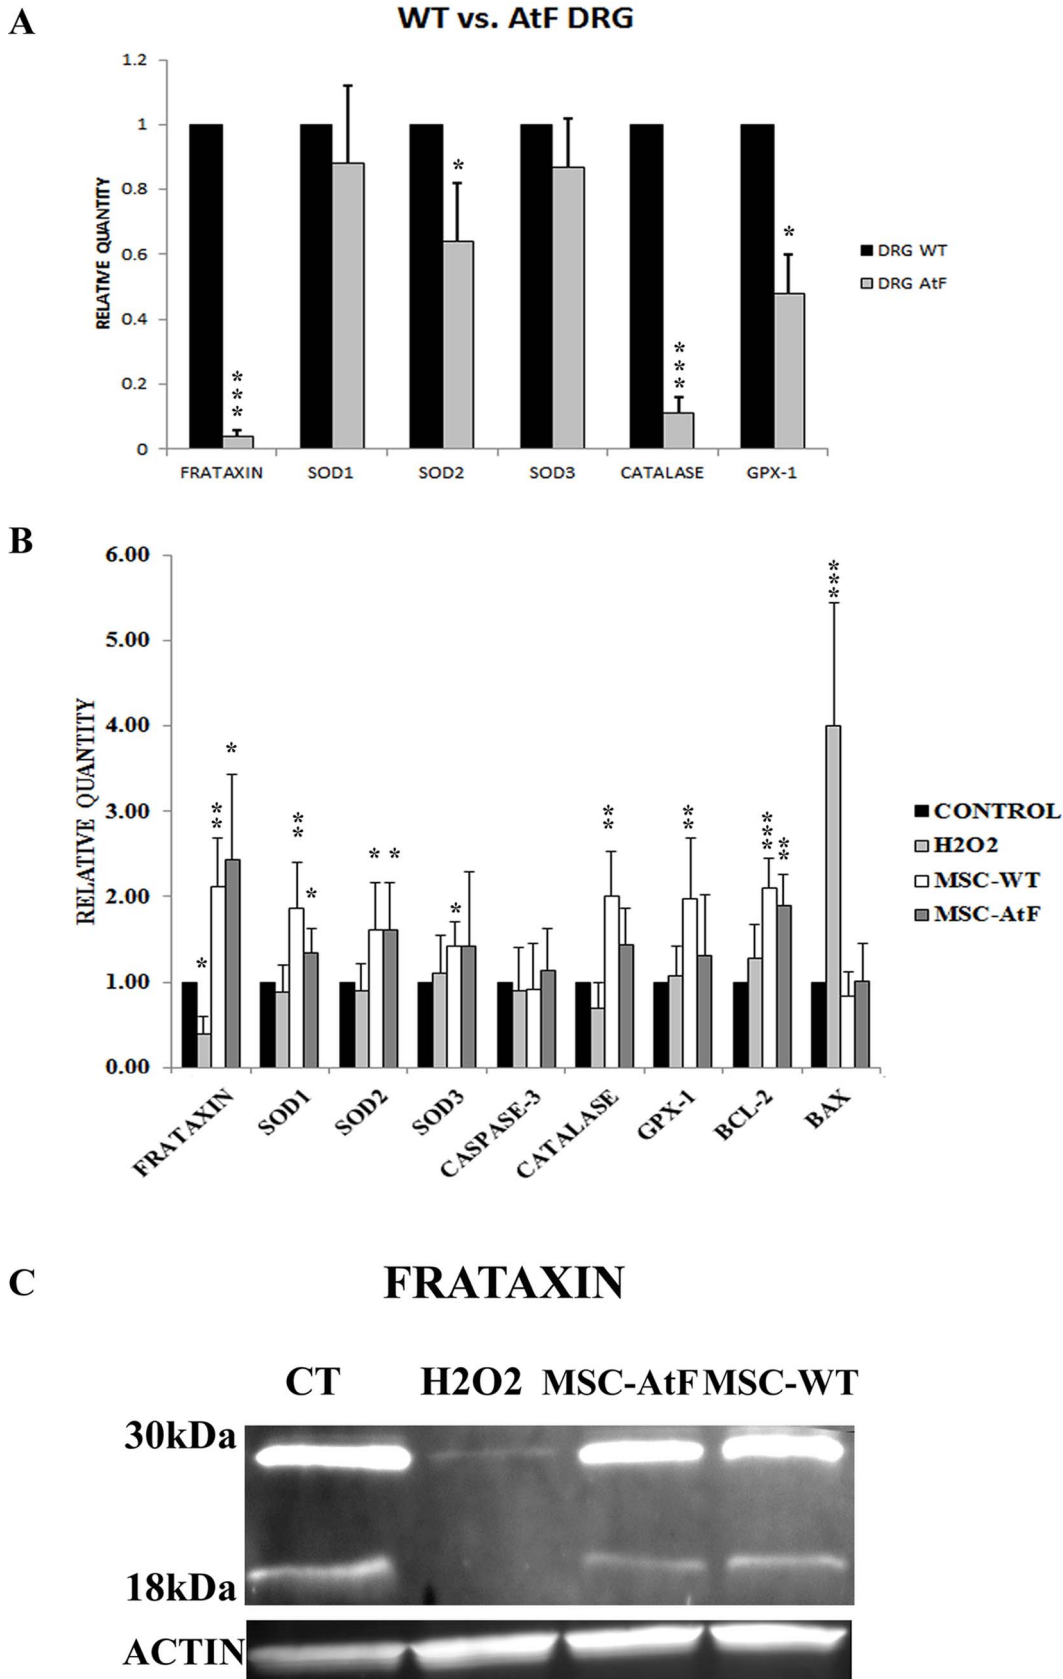 A
WT vs. AtF DRG
1.2
1
0.8
0.6
0.4
0.2
0
RELATIVE QUANTITY
*
*
*
*
*
*
*
*
DRG WT
DRG AtF
FRATAXIN SOD1 SOD2 SOD3 CATALASE GPX-1
B
6.00
5.00
4.00
3.00
2.00
1.00
0.00
RELATIVE QUANTITY
*
**
*
**
*
*
*
*
**
**
***
**
***
CONTROL
H2O2
MSC-WT
MSC-AtF
FRATAXIN SOD1 SOD2 SOD3 CASPASE-3 CATALASE GPX-1 BCL-2 BAX
C
FRATAXIN
CT H2O2 MSC-AtF MSC-WT
30kDa
18kDa
ACTIN